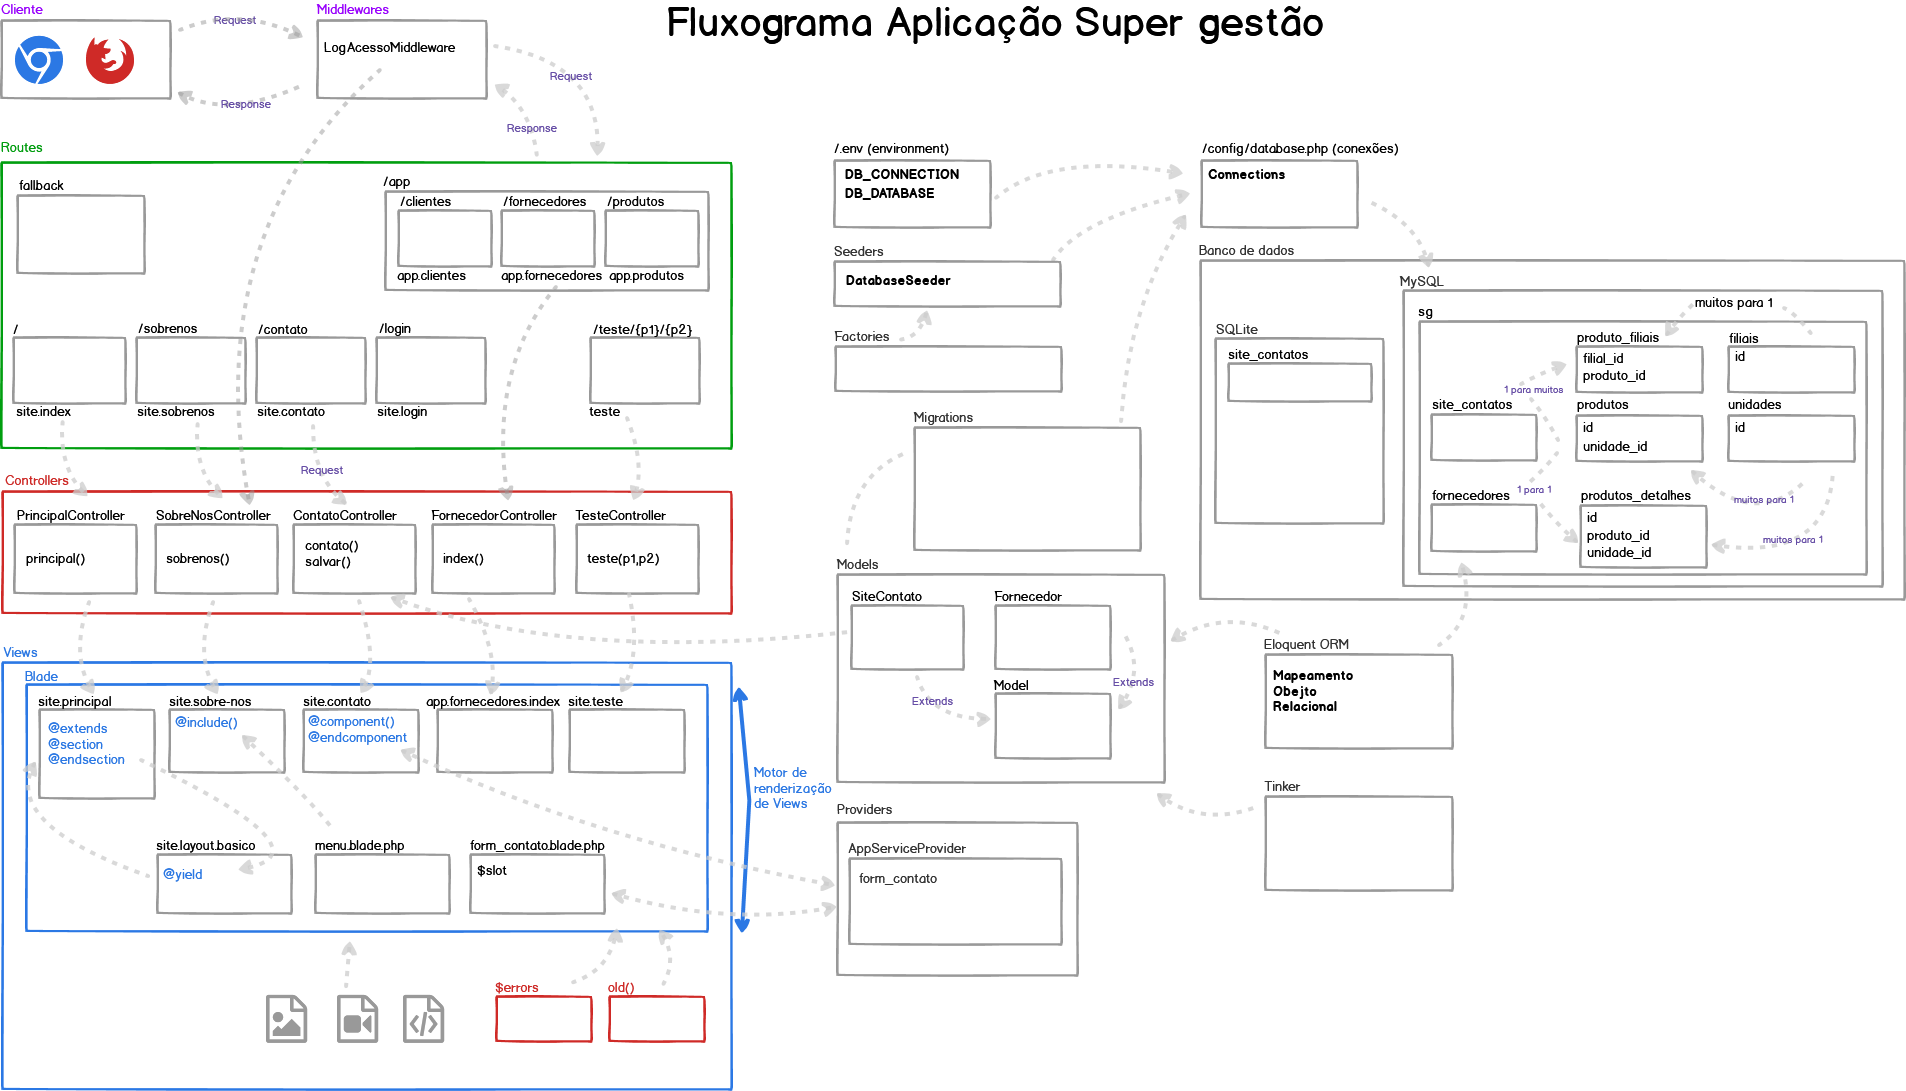 Fluxograma Aplicação Super gestão
Cliente
Request
Response
Middlewares
LogAcessoMiddleware
Request
Response
Routes
fallback
/app
/clientes
/fornecedores
/produtos
app.clientes
app.fornecedores
app.produtos
/
/sobrenos
/contato
/login
/teste/{p1}/{p2}
site.index
site.sobrenos
site.contato
site.login
teste
Request
Controllers
PrincipalController
SobreNosController
ContatoController
FornecedorController
TesteController
principal()
sobrenos()
contato()
salvar()
index()
teste(p1,p2)
Views
Blade
site.principal
site.sobre-nos
site.contato
app.fornecedores.index
site.teste
@extends
@section
@endsection
@include()
@component()
@endcomponent
Motor de
renderização
de Views
site.layout.basico
menu.blade.php
form_contato.blade.php
@yield
$slot
$errors
old()
/.env (environment)
DB_CONNECTION
DB_DATABASE
Seeders
DatabaseSeeder
Factories
Migrations
Models
SiteContato
Fornecedor
Model
Extends
Extends
Providers
AppServiceProvider
form_contato
/config/database.php (conexões)
Connections
Banco de dados
SQLite
site_contatos
MySQL
sg
muitos para 1
produto_filiais
filial_id
produto_id
filiais
id
1 para muitos
site_contatos
produtos
id
unidade_id
unidades
id
fornecedores
1 para 1
produtos_detalhes
id
produto_id
unidade_id
muitos para 1
muitos para 1
Eloquent ORM
Mapeamento
Obejto
Relacional
Tinker